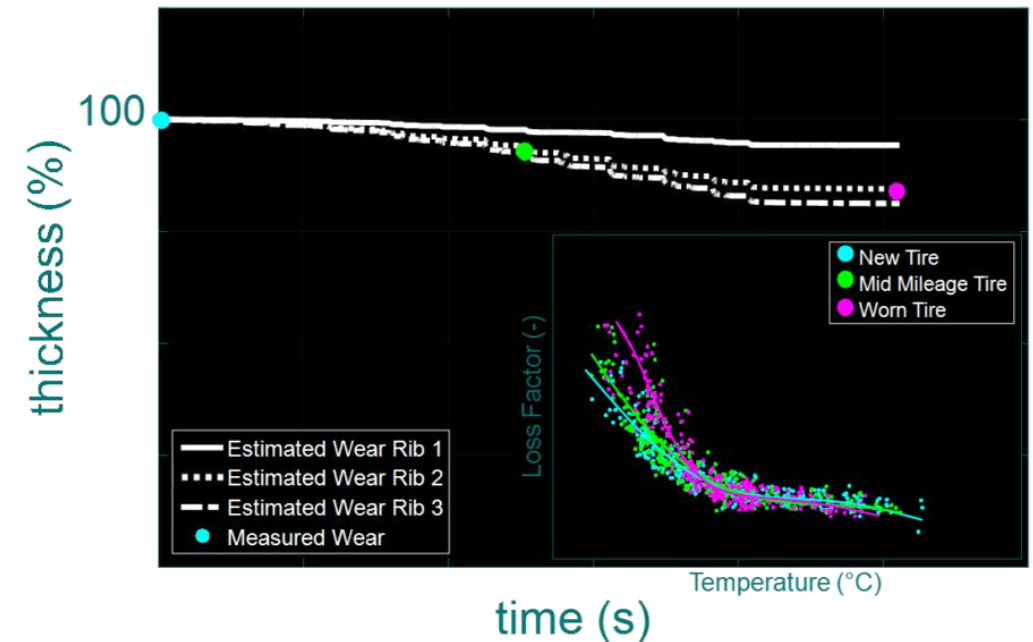 100
thickness (%)
Estimated Wear Rib 1
Estimated Wear Rib 2
Estimated Wear Rib 3
Measured Wear
New Tire
Mid Mileage Tire
Worn Tire
Loss Factor (-)
Temperature (°C)
time (s)